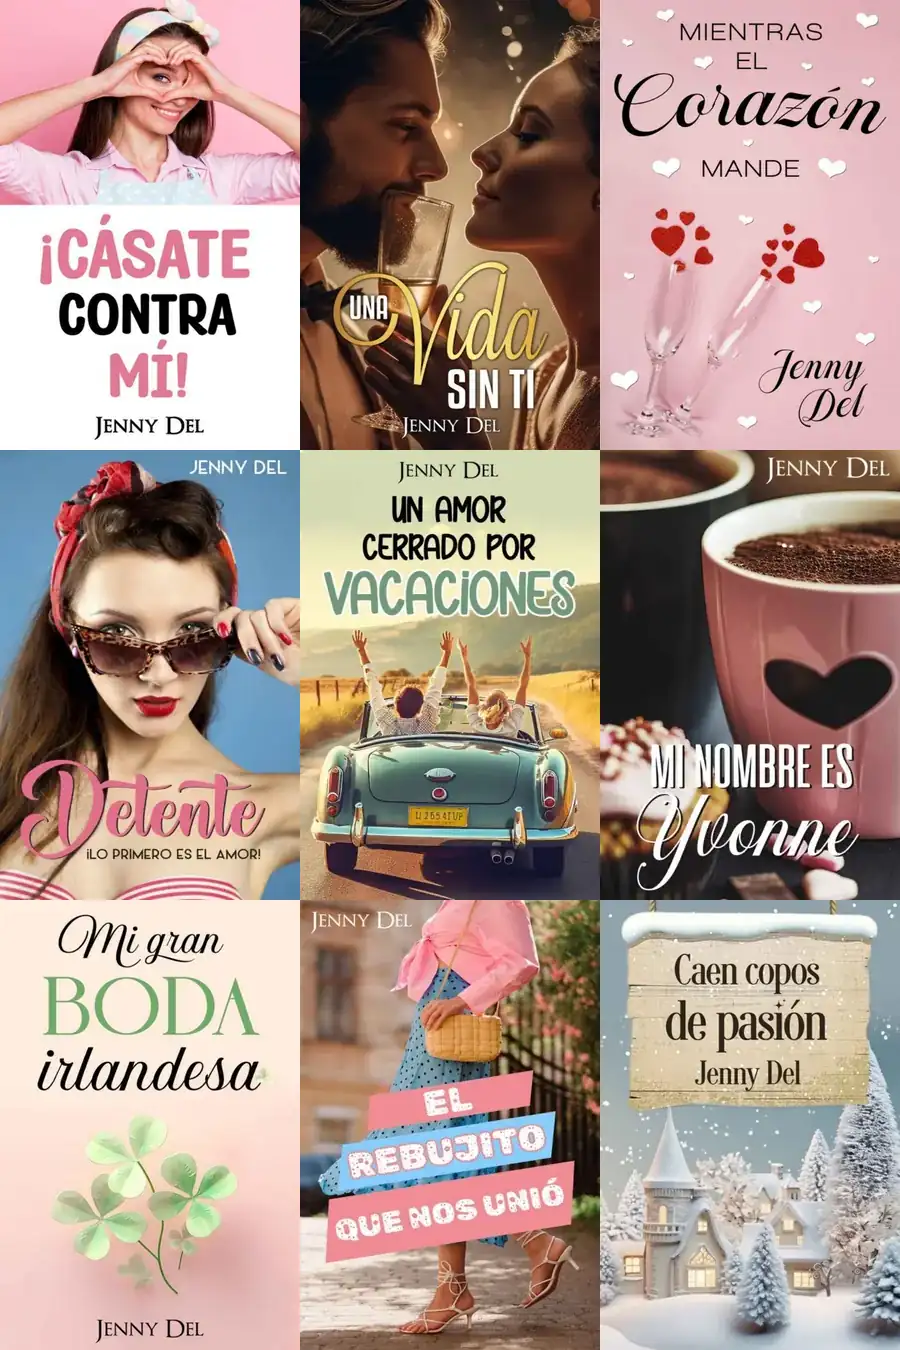 ¡CÁSATE
CONTRA
MÍ!
JENNY DEL
UNA
Vida
SIN TI
JENNY DEL
MIENTRAS
EL
Corazón
MANDE
Jenny
Del
JENNY DEL
Detente
¡LO PRIMERO ES EL AMOR!
JENNY DEL
UN AMOR
CERRADO POR
VACACIONES
JENNY DEL
MI NOMBRE ES
Yvonne
Mi gran
BODA
irlandesa
JENNY DEL
JENNY DEL
EL
REBUJITO
QUE NOS UNIÓ
Caen copos
de pasión
Jenny Del